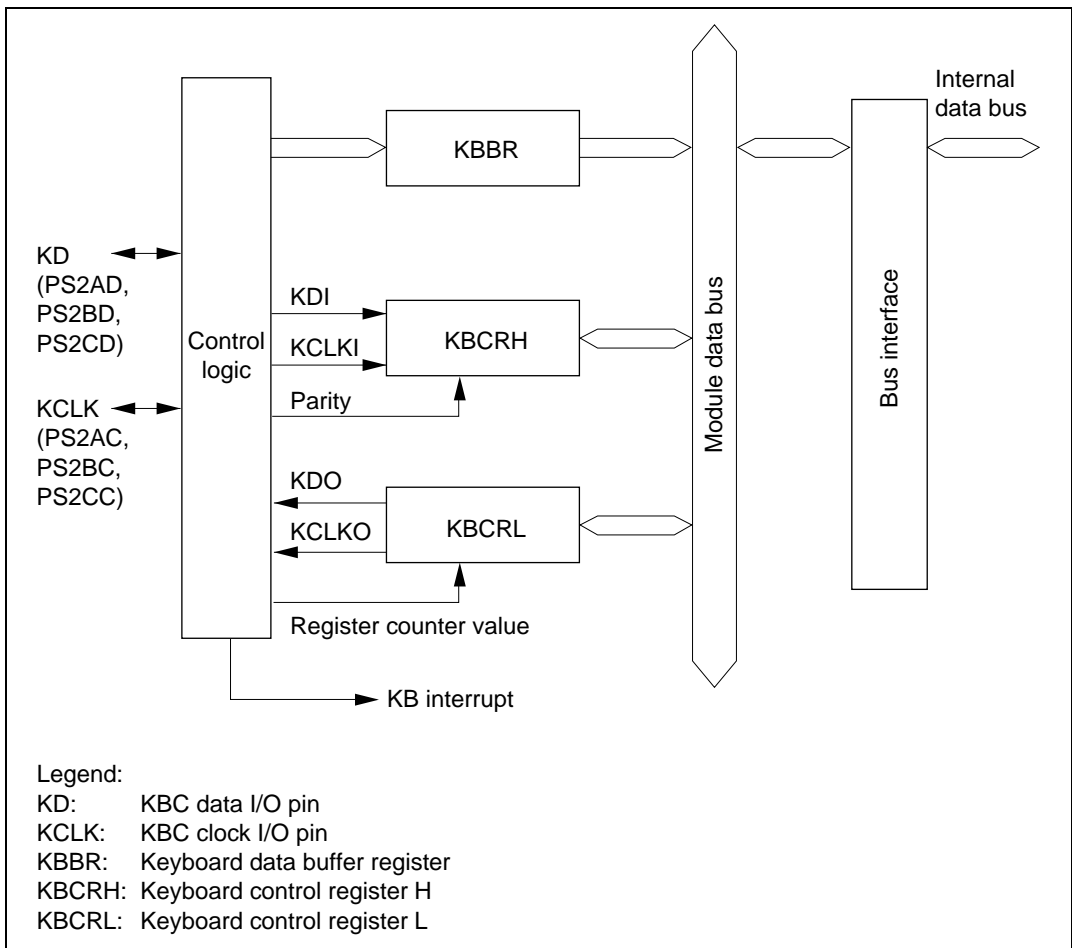 Internal
data bus
KBBR
KD
(PS2AD,
PS2BD,
PS2CD)
KDI
Control
logic
KCLKI
KBCRH
Parity
Module data bus
Bus interface
KCLK
(PS2AC,
PS2BC,
PS2CC)
KDO
KCLKO
KBCRL
Register counter value
KB interrupt
Legend:
KD: KBC data I/O pin
KCLK: KBC clock I/O pin
KBBR: Keyboard data buffer register
KBCRH: Keyboard control register H
KBCRL: Keyboard control register L